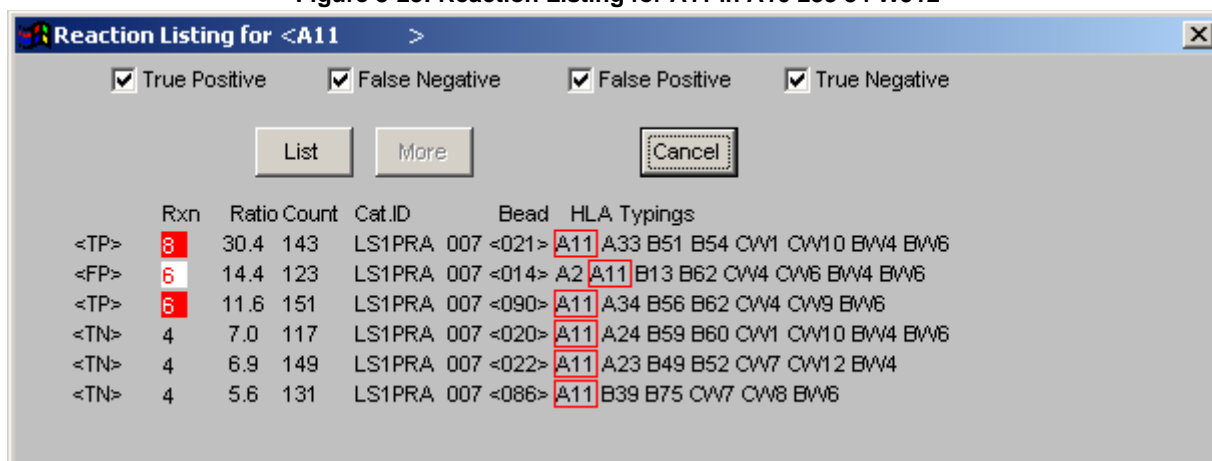 Reaction Listing for <A11 >
True Positive False Negative False Positive True Negative
List More Cancel
Rxn Ratio Count Cat.ID Bead HLA Typings
<TP> 8 30.4 143 LS1PRA 007 <021> A11 A33 B51 B54 CW1 CW10 BW4 BW6
<FP> 6 14.4 123 LS1PRA 007 <014> A2 A11 B13 B62 CW4 CW6 BW4 BW6
<TP> 6 11.6 151 LS1PRA 007 <090> A11 A34 B56 B62 CW4 CW9 BW6
<TN> 4 7.0 117 LS1PRA 007 <020> A11 A24 B59 B60 CW1 CW10 BW4 BW6
<TN> 4 6.9 149 LS1PRA 007 <022> A11 A23 B49 B52 CW7 CW12 BW4
<TN> 4 5.6 131 LS1PRA 007 <086> A11 B39 B75 CW7 CW8 BW6